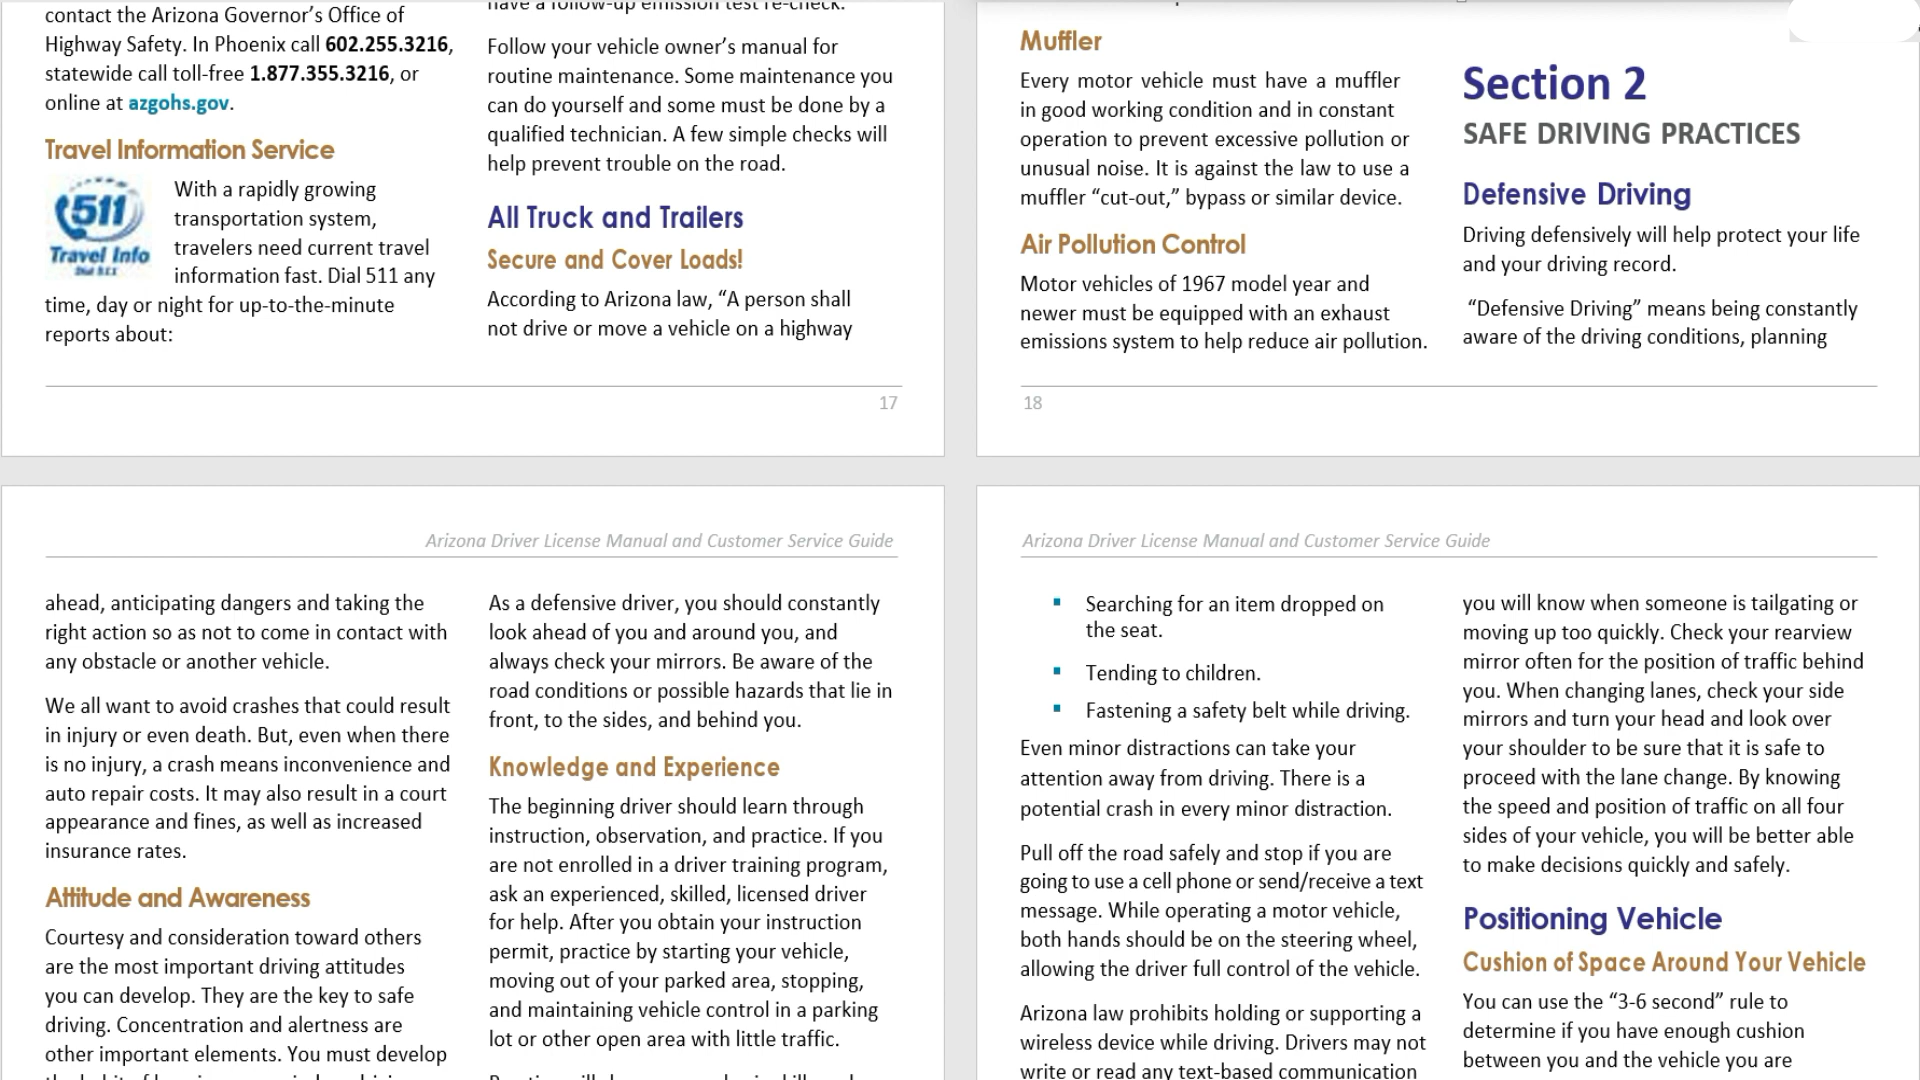 contact the Arizona Governor’s Office of
Highway Safety. In Phoenix call 602.255.3216,
statewide call toll-free 1.877.355.3216, or
online at azgohs.gov.
Travel Information Service
511
Travel Info
Dial 5.1.1
With a rapidly growing
transportation system,
travelers need current travel
information fast. Dial 511 any
time, day or night for up-to-the-minute
reports about:
have a follow-up emission test re-check.
Follow your vehicle owner’s manual for
routine maintenance. Some maintenance you
can do yourself and some must be done by a
qualified technician. A few simple checks will
help prevent trouble on the road.
All Truck and Trailers
Secure and Cover Loads!
According to Arizona law, “A person shall
not drive or move a vehicle on a highway
17
Muffler
Every motor vehicle must have a muffler
in good working condition and in constant
operation to prevent excessive pollution or
unusual noise. It is against the law to use a
muffler “cut-out,” bypass or similar device.
Air Pollution Control
Motor vehicles of 1967 model year and
newer must be equipped with an exhaust
emissions system to help reduce air pollution.
Section 2
SAFE DRIVING PRACTICES
Defensive Driving
Driving defensively will help protect your life
and your driving record.
“Defensive Driving” means being constantly
aware of the driving conditions, planning
18
Arizona Driver License Manual and Customer Service Guide
ahead, anticipating dangers and taking the
right action so as not to come in contact with
any obstacle or another vehicle.
We all want to avoid crashes that could result
in injury or even death. But, even when there
is no injury, a crash means inconvenience and
auto repair costs. It may also result in a court
appearance and fines, as well as increased
insurance rates.
Attitude and Awareness
Courtesy and consideration toward others
are the most important driving attitudes
you can develop. They are the key to safe
driving. Concentration and alertness are
other important elements. You must develop
As a defensive driver, you should constantly
look ahead of you and around you, and
always check your mirrors. Be aware of the
road conditions or possible hazards that lie in
front, to the sides, and behind you.
Knowledge and Experience
The beginning driver should learn through
instruction, observation, and practice. If you
are not enrolled in a driver training program,
ask an experienced, skilled, licensed driver
for help. After you obtain your instruction
permit, practice by starting your vehicle,
moving out of your parked area, stopping,
and maintaining vehicle control in a parking
lot or other open area with little traffic.
Arizona Driver License Manual and Customer Service Guide
▪ Searching for an item dropped on
the seat.
▪ Tending to children.
▪ Fastening a safety belt while driving.
Even minor distractions can take your
attention away from driving. There is a
potential crash in every minor distraction.
Pull off the road safely and stop if you are
going to use a cell phone or send/receive a text
message. While operating a motor vehicle,
both hands should be on the steering wheel,
allowing the driver full control of the vehicle.
Arizona law prohibits holding or supporting a
wireless device while driving. Drivers may not
write or read any text-based communication
you will know when someone is tailgating or
moving up too quickly. Check your rearview
mirror often for the position of traffic behind
you. When changing lanes, check your side
mirrors and turn your head and look over
your shoulder to be sure that it is safe to
proceed with the lane change. By knowing
the speed and position of traffic on all four
sides of your vehicle, you will be better able
to make decisions quickly and safely.
Positioning Vehicle
Cushion of Space Around Your Vehicle
You can use the “3-6 second” rule to
determine if you have enough cushion
between you and the vehicle you are